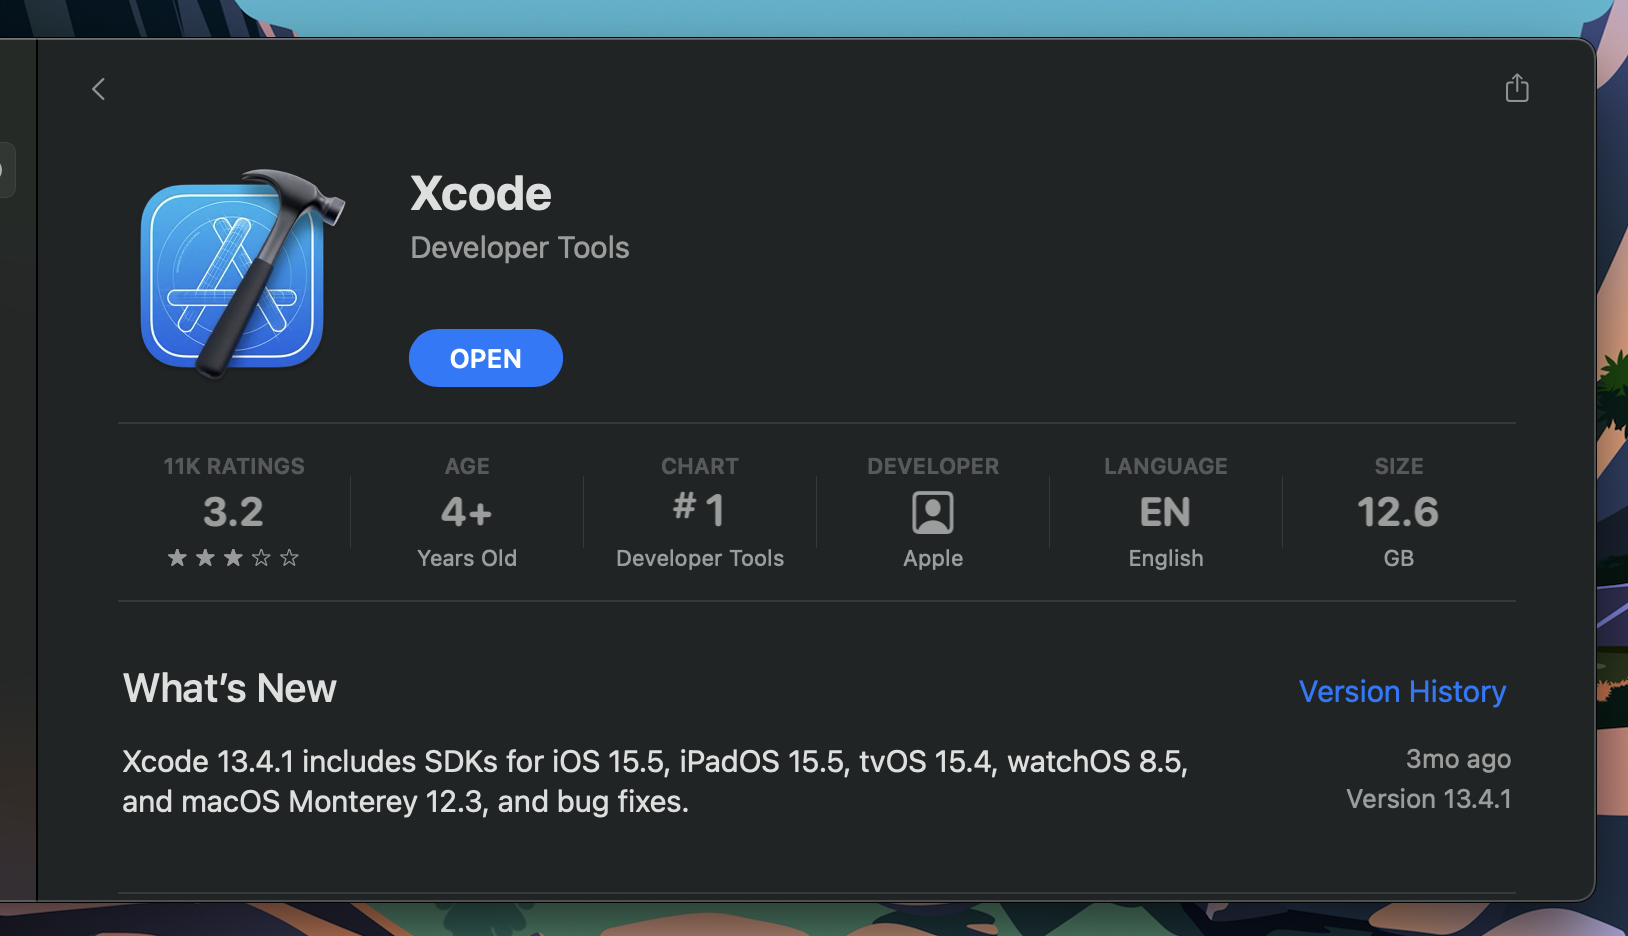 Xcode
Developer Tools
OPEN
11K RATINGS
3.2
AGE
4+
Years Old
CHART
#1
Developer Tools
DEVELOPER
Apple
LANGUAGE
EN
English
SIZE
12.6
GB
What's New
Version History
Xcode 13.4.1 includes SDKs for iOS 15.5, iPadOS 15.5, tvOS 15.4, watchOS 8.5,
and macOS Monterey 12.3, and bug fixes.
3mo ago
Version 13.4.1